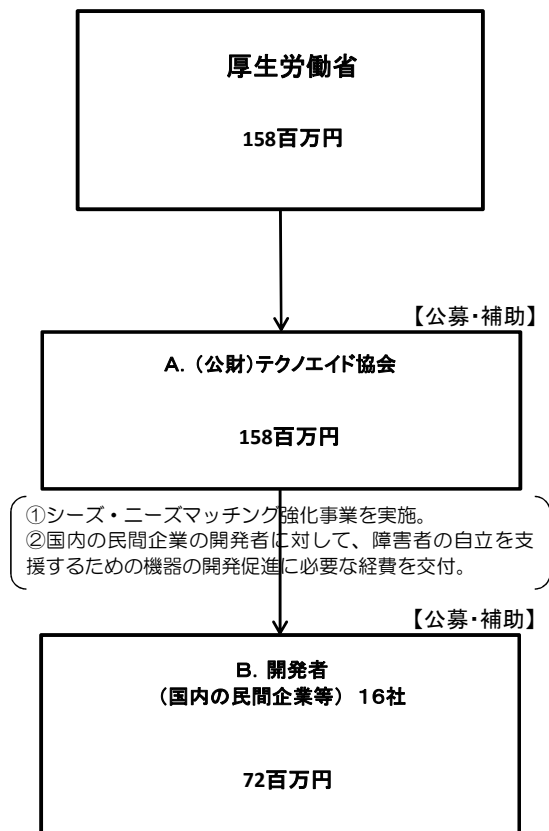 厚生労働省
158百万円
【公募・補助】
A.（公財）テクノエイド協会
158百万円
①シーズ・ニーズマッチング強化事業を実施。
②国内の民間企業の開発者に対して、障害者の自立を支
援するための機器の開発促進に必要な経費を交付。
【公募・補助】
B. 開発者
（国内の民間企業等） 16社
72百万円